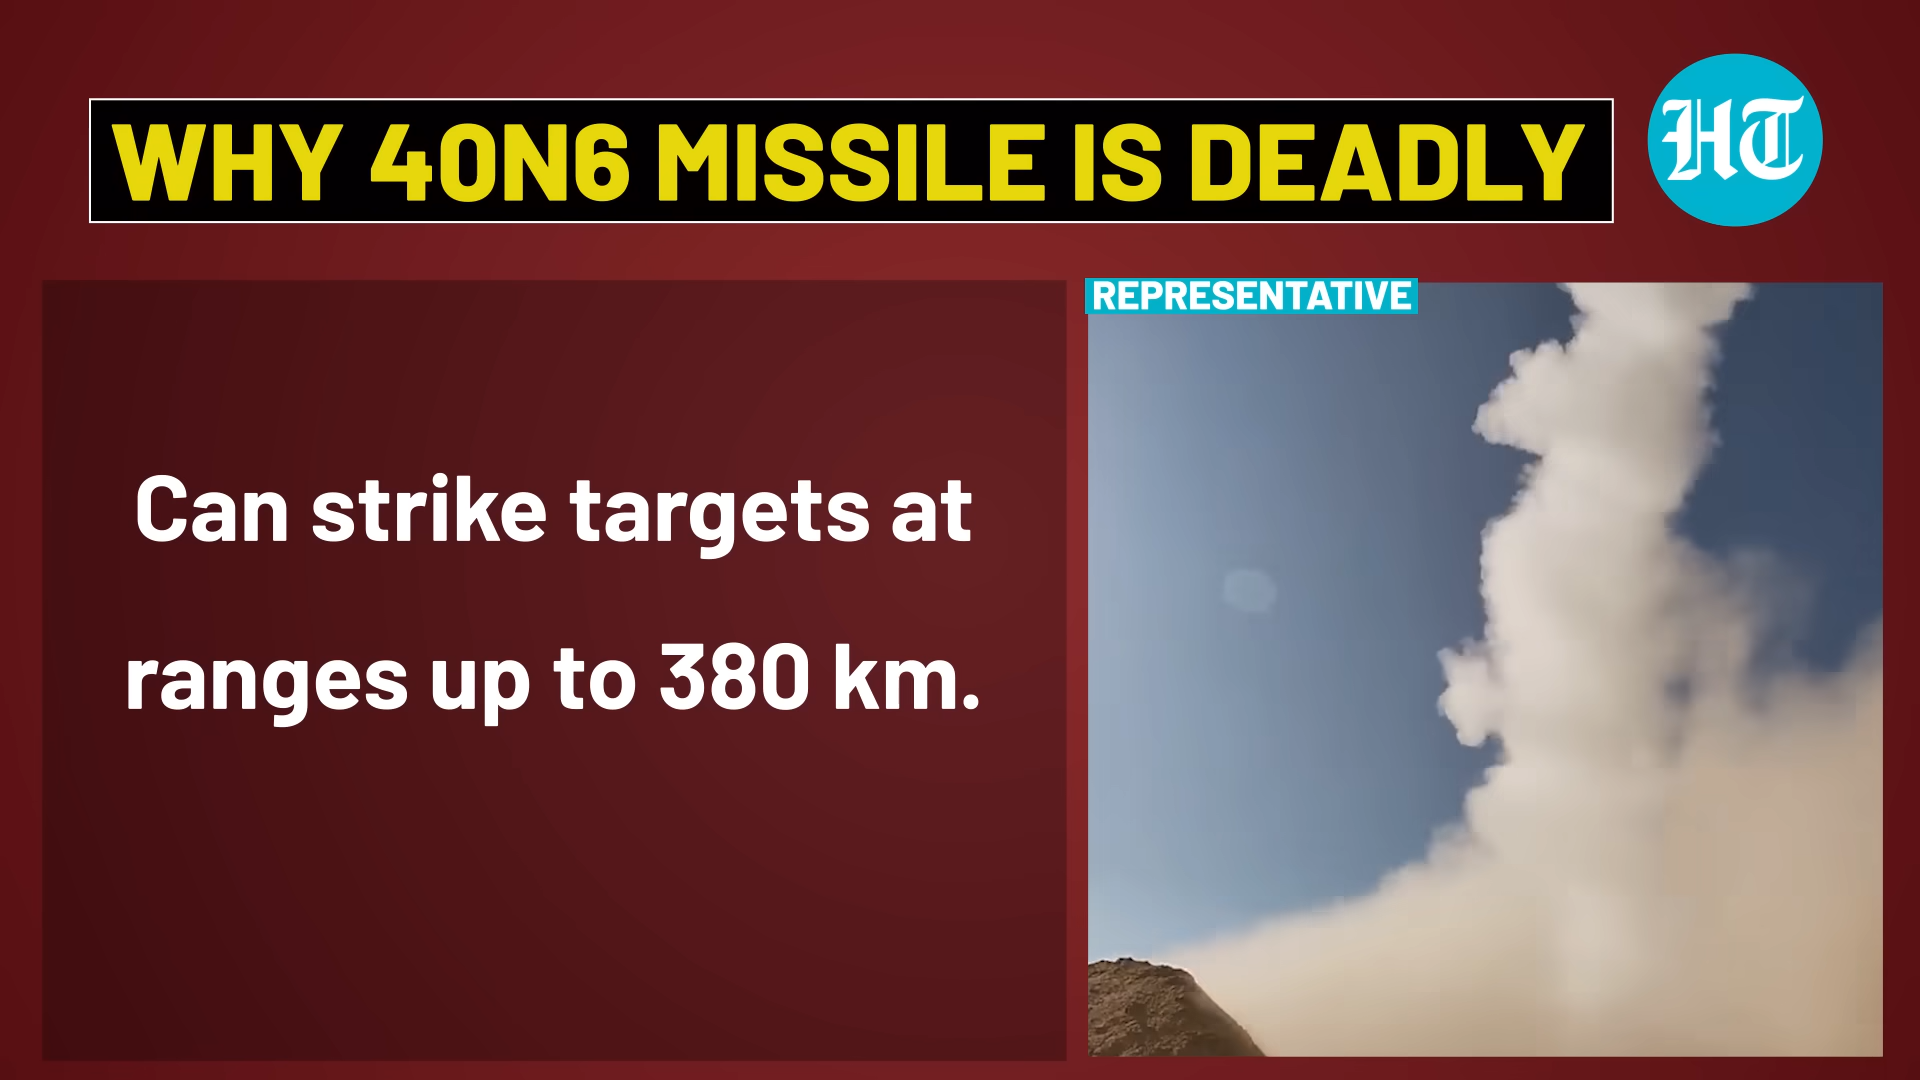 WHY 40N6 MISSILE IS DEADLY
HT
REPRESENTATIVE
Can strike targets at
ranges up to 380 km.